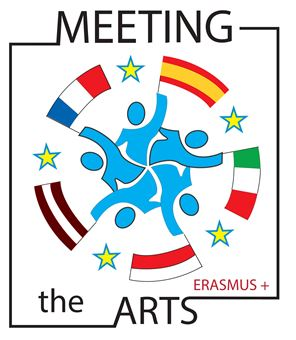 MEETING
ERASMUS +
the ARTS